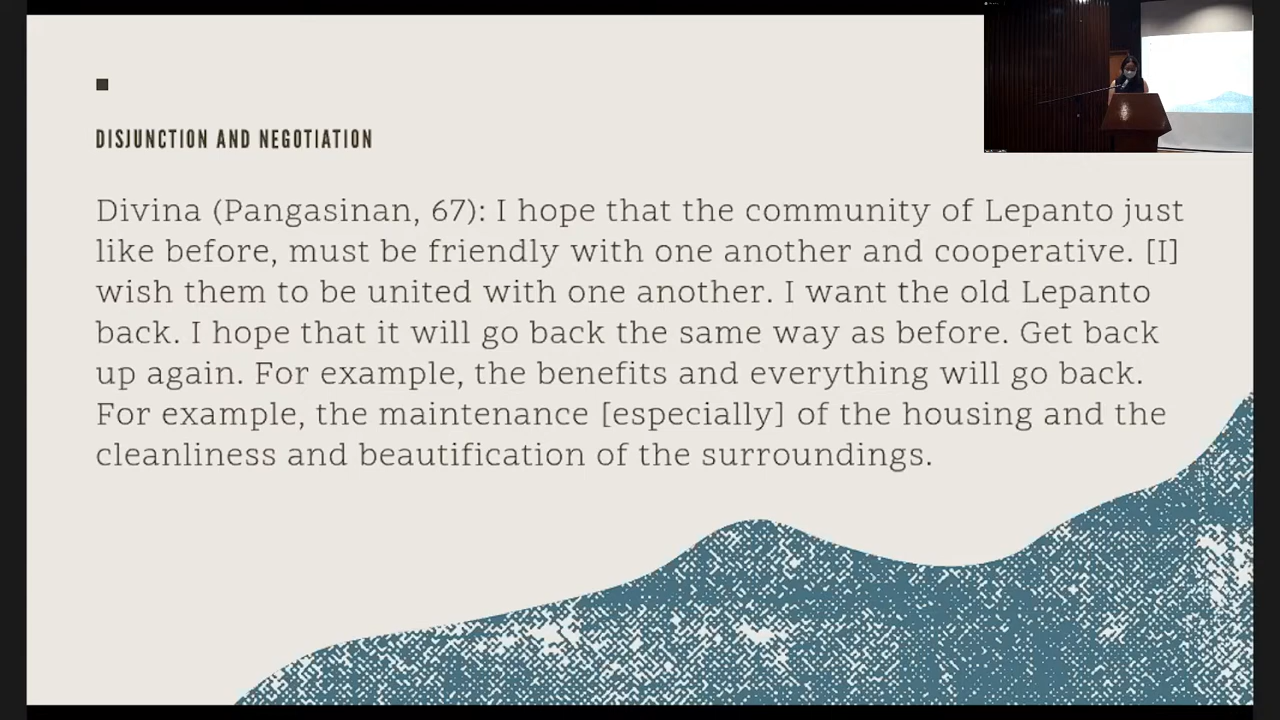 DISJUNCTION AND NEGOTIATION
Divina (Pangasinan, 67): I hope that the community of Lepanto just
like before, must be friendly with one another and cooperative. [I]
wish them to be united with one another. I want the old Lepanto
back. I hope that it will go back the same way as before. Get back
up again. For example, the benefits and everything will go back.
For example, the maintenance [especially] of the housing and the
cleanliness and beautification of the surroundings.